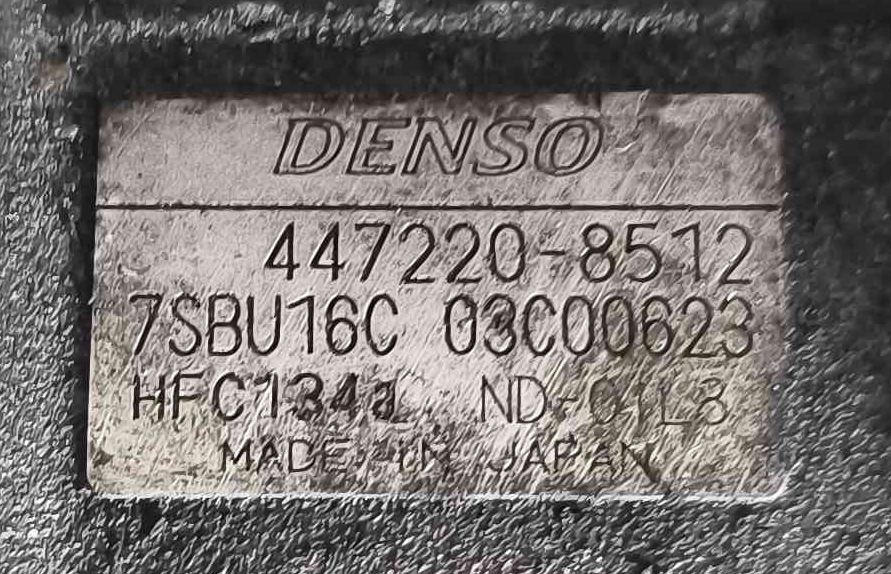 DENSO
447220-8512
7SBU16C 03C00623
HFC134a ND-OIL8
MADE IN JAPAN